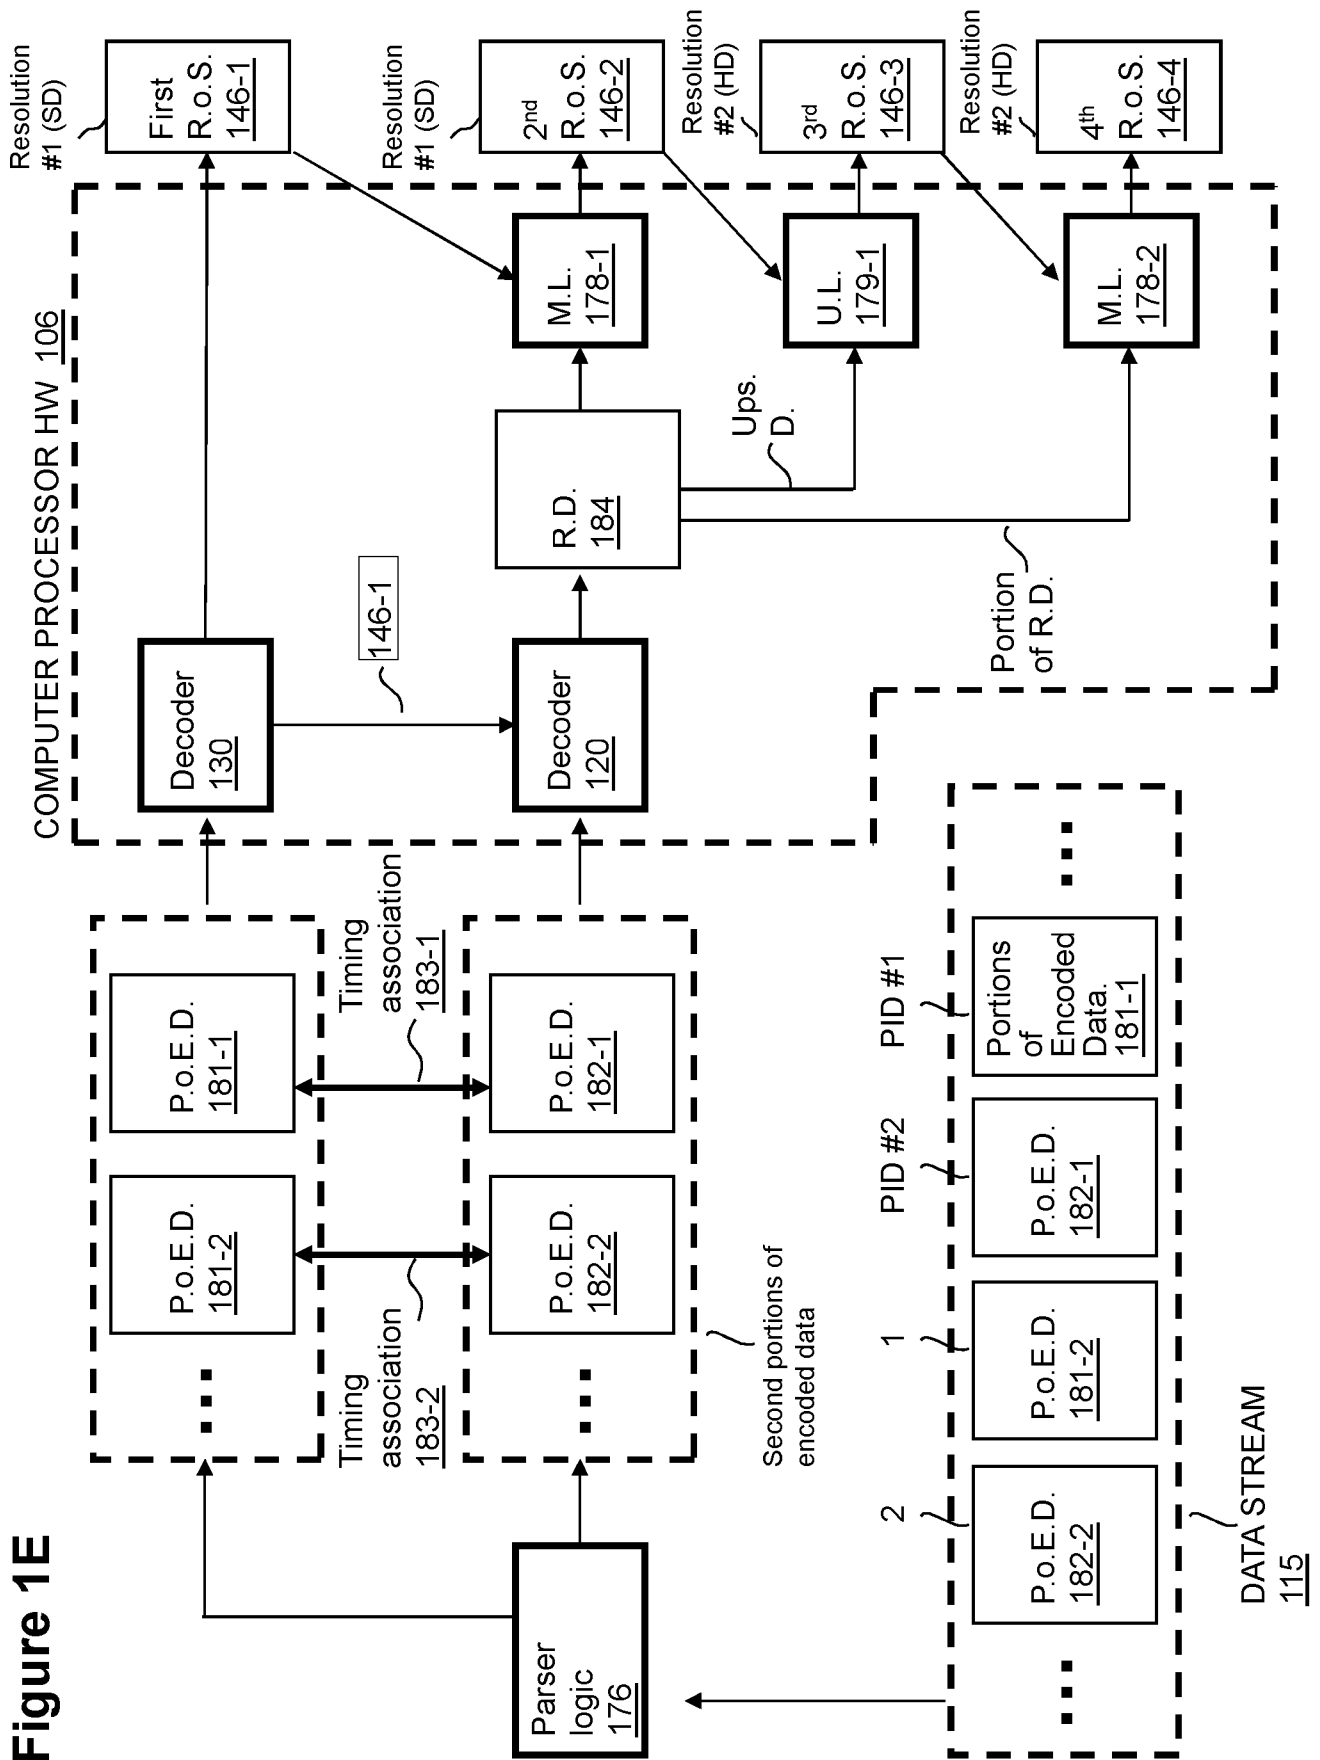 Figure 1E
COMPUTER PROCESSOR HW 106
Resolution
#1 (SD)
First
R.o.S.
146-1
Resolution
#1 (SD)
2nd
R.o.S.
146-2
Resolution
#2 (HD)
3rd
R.o.S.
146-3
Resolution
#2 (HD)
4th
R.o.S.
146-4
M.L.
178-1
U.L.
179-1
M.L.
178-2
R.D.
184
Ups.
D.
Portion
of R.D.
Decoder
130
146-1
Decoder
120
P.o.E.D.
181-1
P.o.E.D.
181-2
Timing
association
183-1
Timing
association
183-2
P.o.E.D.
182-1
P.o.E.D.
182-2
Second portions of
encoded data
Parser
logic
176
PID #1
Portions
of
Encoded
Data.
181-1
PID #2
P.o.E.D.
182-1
1
P.o.E.D.
181-2
2
P.o.E.D.
182-2
DATA STREAM
115